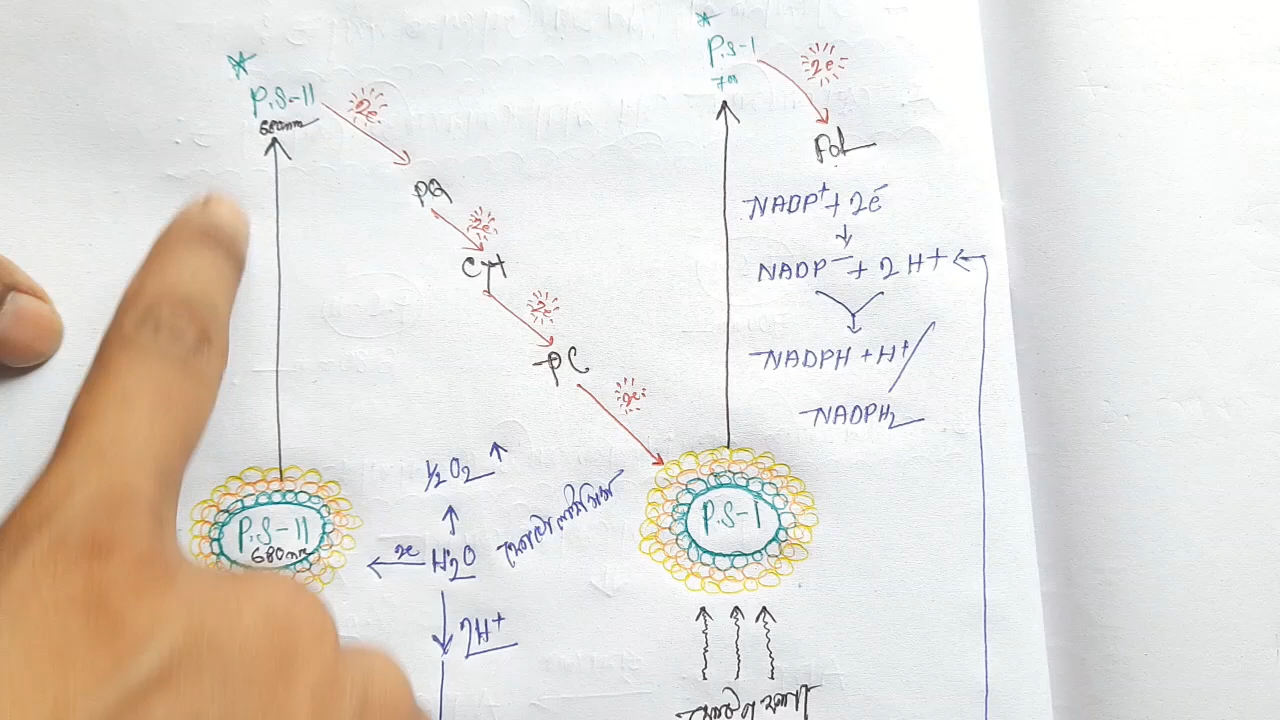 P.S-II
680nm
2e
PQ
2e
Cyt
2e
PC
2e
P.S-I
2e
NADP⁺ + 2e⁻
NADP⁻ + 2H+
NADPH + H⁺
NADPH₂
½O₂
2e
H₂O
2H⁺
P.S-II
680nm
P.S-I